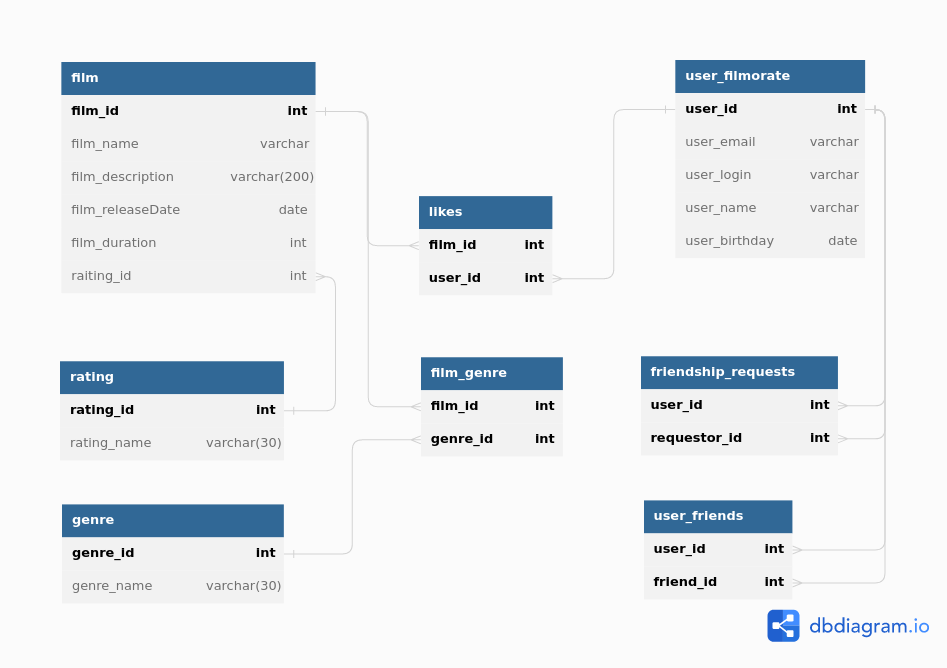 film
film_id int
film_name varchar
film_description varchar(200)
film_releaseDate date
film_duration int
raiting_id int
user_filmorate
user_id int
user_email varchar
user_login varchar
user_name varchar
user_birthday date
likes
film_id int
user_id int
rating
rating_id int
rating_name varchar(30)
film_genre
film_id int
genre_id int
friendship_requests
user_id int
requestor_id int
genre
genre_id int
genre_name varchar(30)
user_friends
user_id int
friend_id int
dbdiagram.io